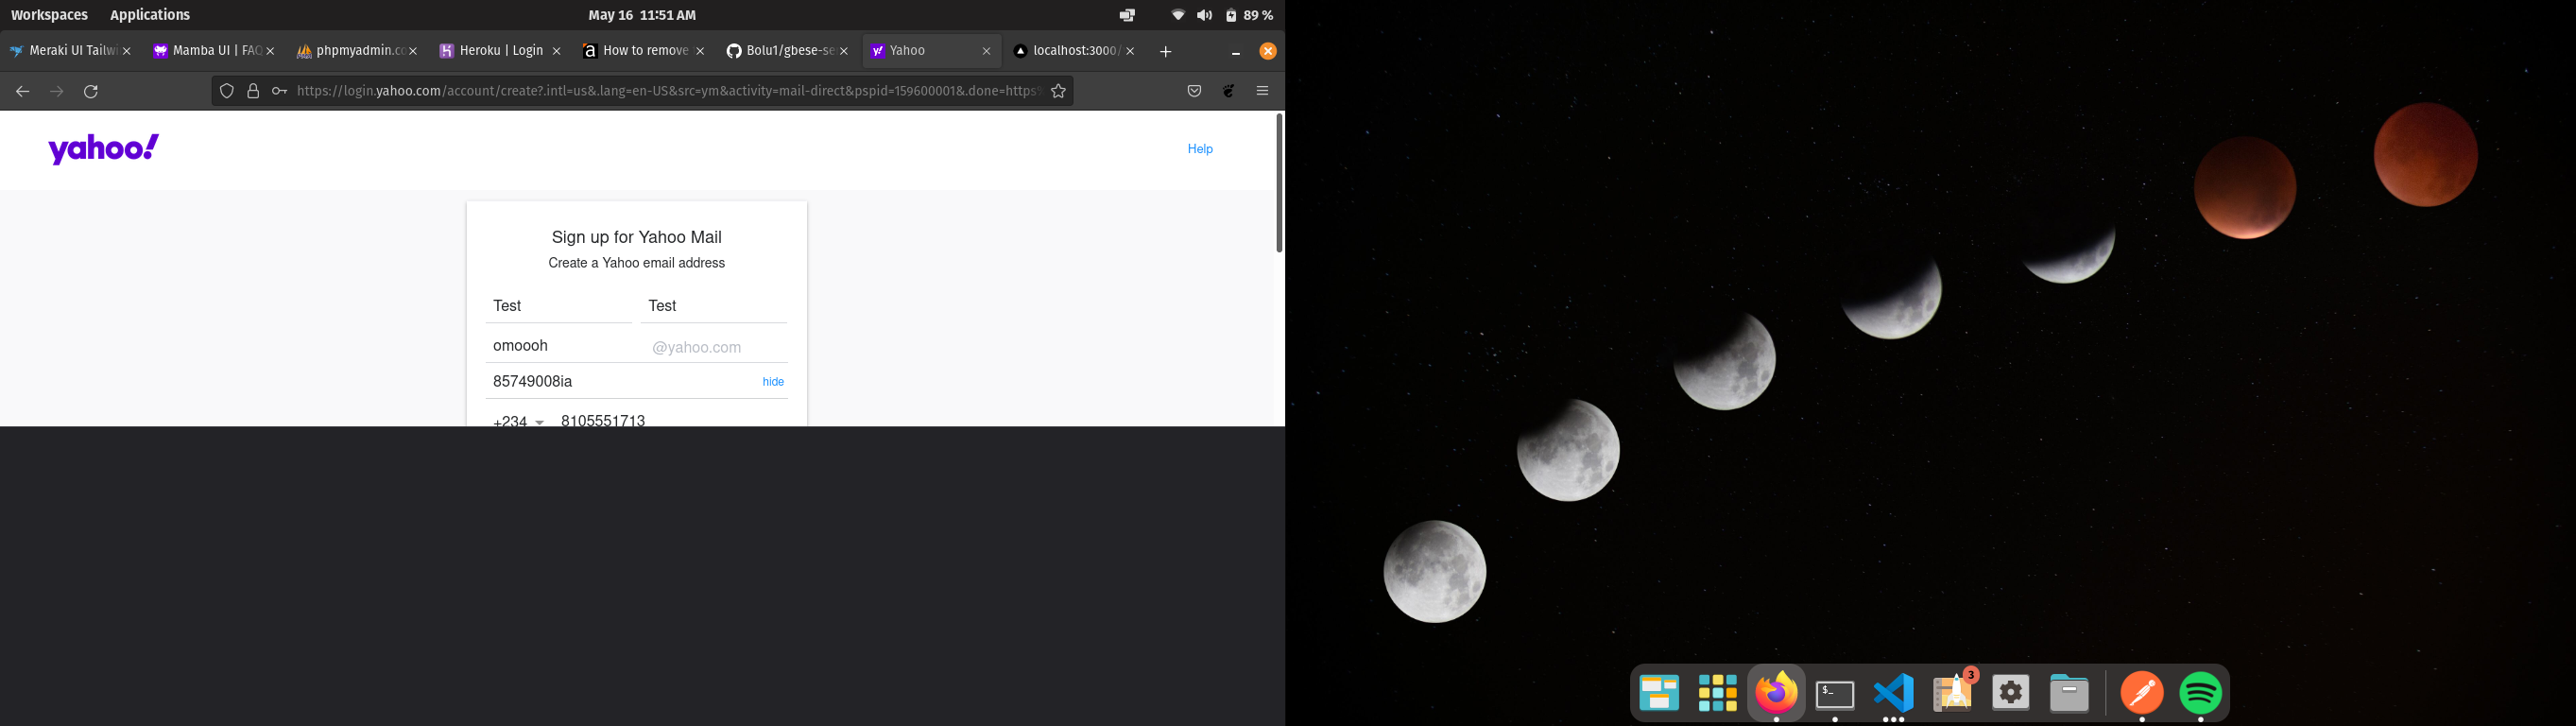 Workspaces Applications May 16 11:51 AM 89 %
Meraki UI Tailwi Mamba UI | FAQ phpmyadmin.co Heroku | Login How to remove Bolu1/gbese-se Yahoo localhost:3000/
https://login.yahoo.com/account/create?.intl=us&.lang=en-US&src=ym&activity=mail-direct&pspid=159600001&.done=https%
yahoo! Help
Sign up for Yahoo Mail
Create a Yahoo email address
Test Test
omoooh @yahoo.com
85749008ia hide
+234 8105551713
$_ 3